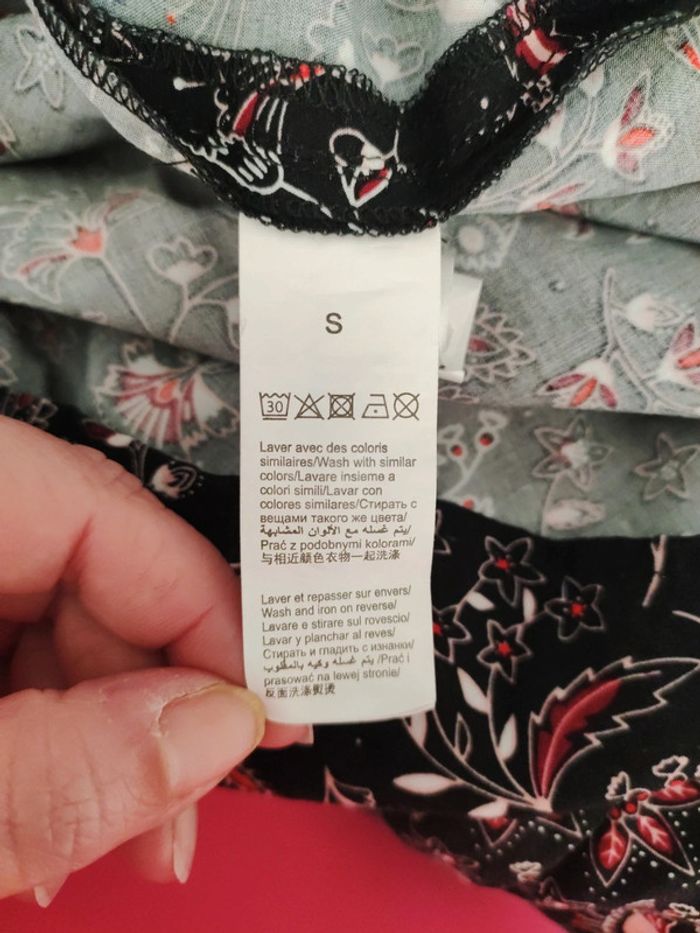 S
30
Laver avec des coloris
similaires/Wash with similar
colors/Lavare insieme a
colori simili/Lavar con
colores similares/Стирать с
вещами такого же цвета/
يتم غسله مع الألوان المشابهة/
Prać z podobnymi kolorami/
与相近颜色衣物一起洗涤
Laver et repasser sur envers/
Wash and iron on reverse/
Lavare e stirare sul rovescio/
Lavar y planchar al reves/
Стирать и гладить с изнанки/
يتم غسله وكيه بالمقلوب /Prać i
prasować na lewej stronie/
反面洗涤熨烫